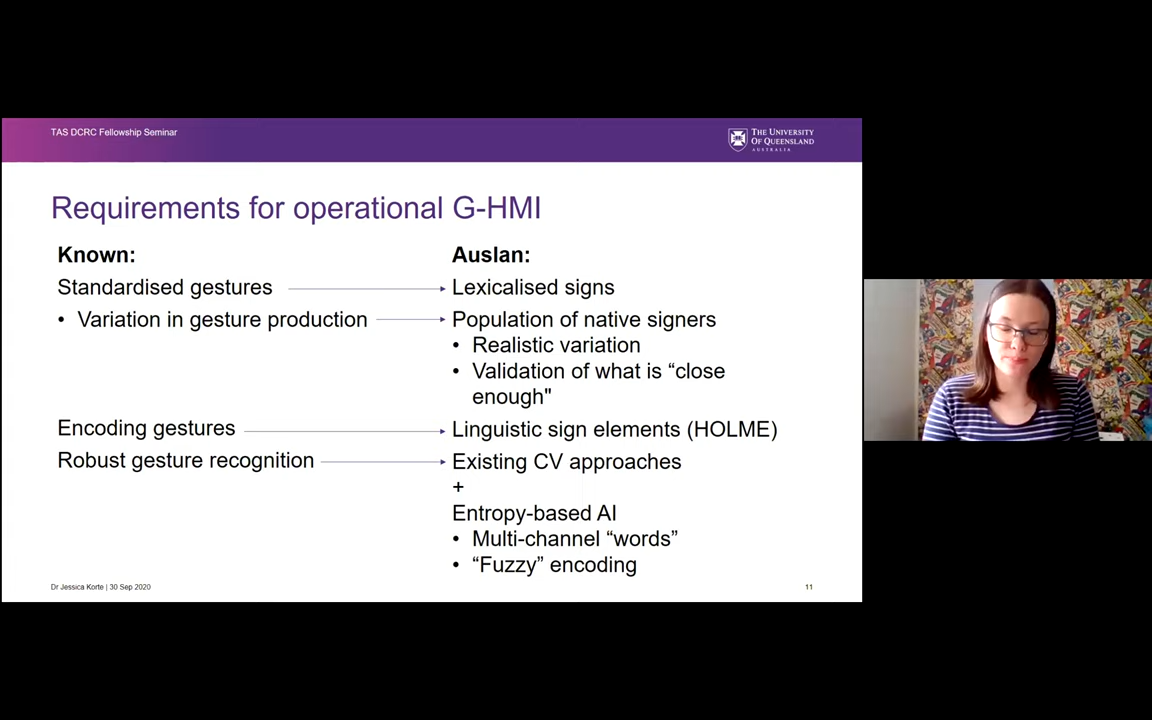 TAS DCRC Fellowship Seminar
THE UNIVERSITY
OF QUEENSLAND
AUSTRALIA
Requirements for operational G-HMI
Known:
Standardised gestures
• Variation in gesture production
Encoding gestures
Robust gesture recognition
Auslan:
Lexicalised signs
Population of native signers
• Realistic variation
• Validation of what is “close
enough"
Linguistic sign elements (HOLME)
Existing CV approaches
+
Entropy-based AI
• Multi-channel “words”
• “Fuzzy” encoding
Dr Jessica Korte | 30 Sep 2020
11